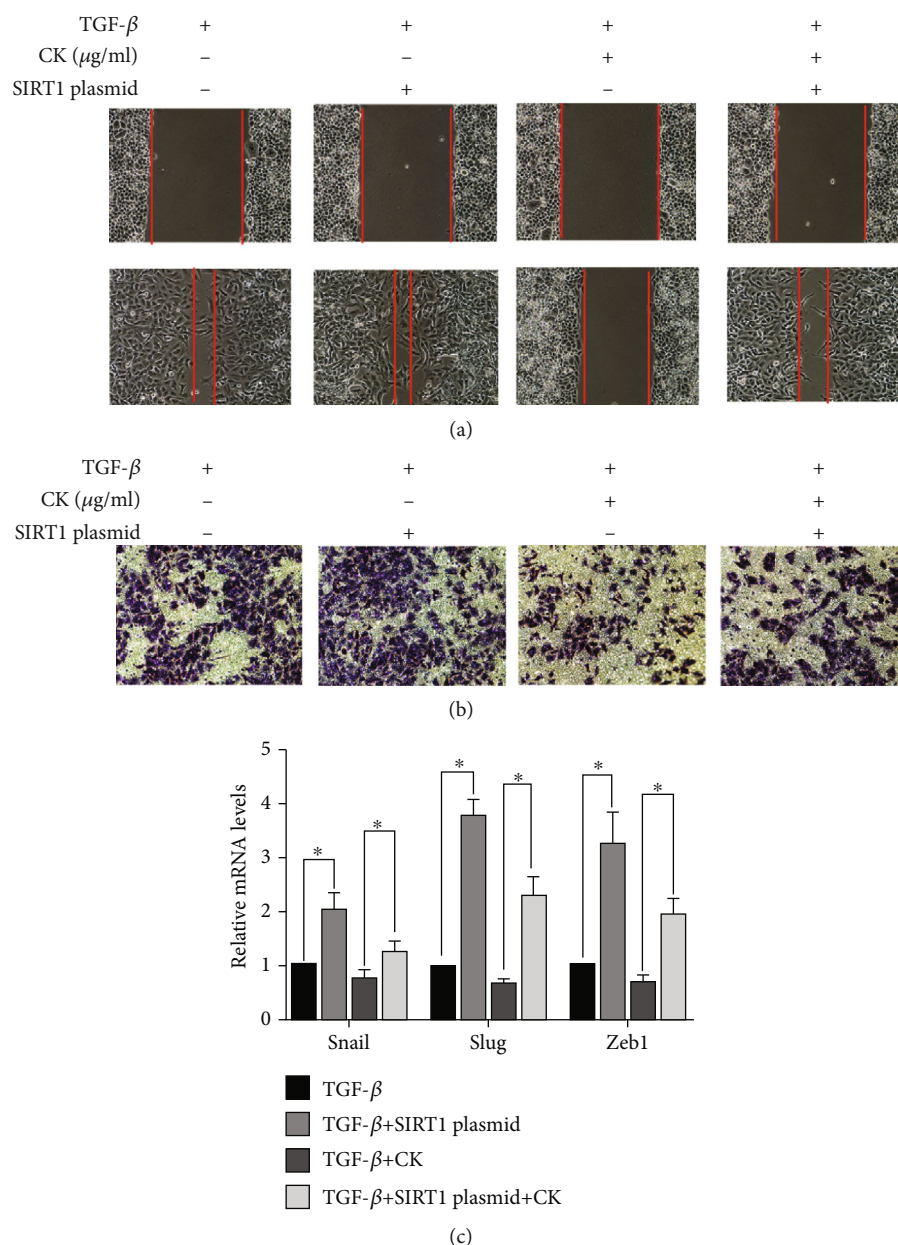 TGF-β + + + +
CK (μg/ml) – – + +
SIRT1 plasmid – + – +
(a)
TGF-β + + + +
CK (μg/ml) – – + +
SIRT1 plasmid – + – +
(b)
Relative mRNA levels
5
4
3
2
1
0
* * * * * *
Snail Slug Zeb1
TGF-β
TGF-β+SIRT1 plasmid
TGF-β+CK
TGF-β+SIRT1 plasmid+CK
(c)